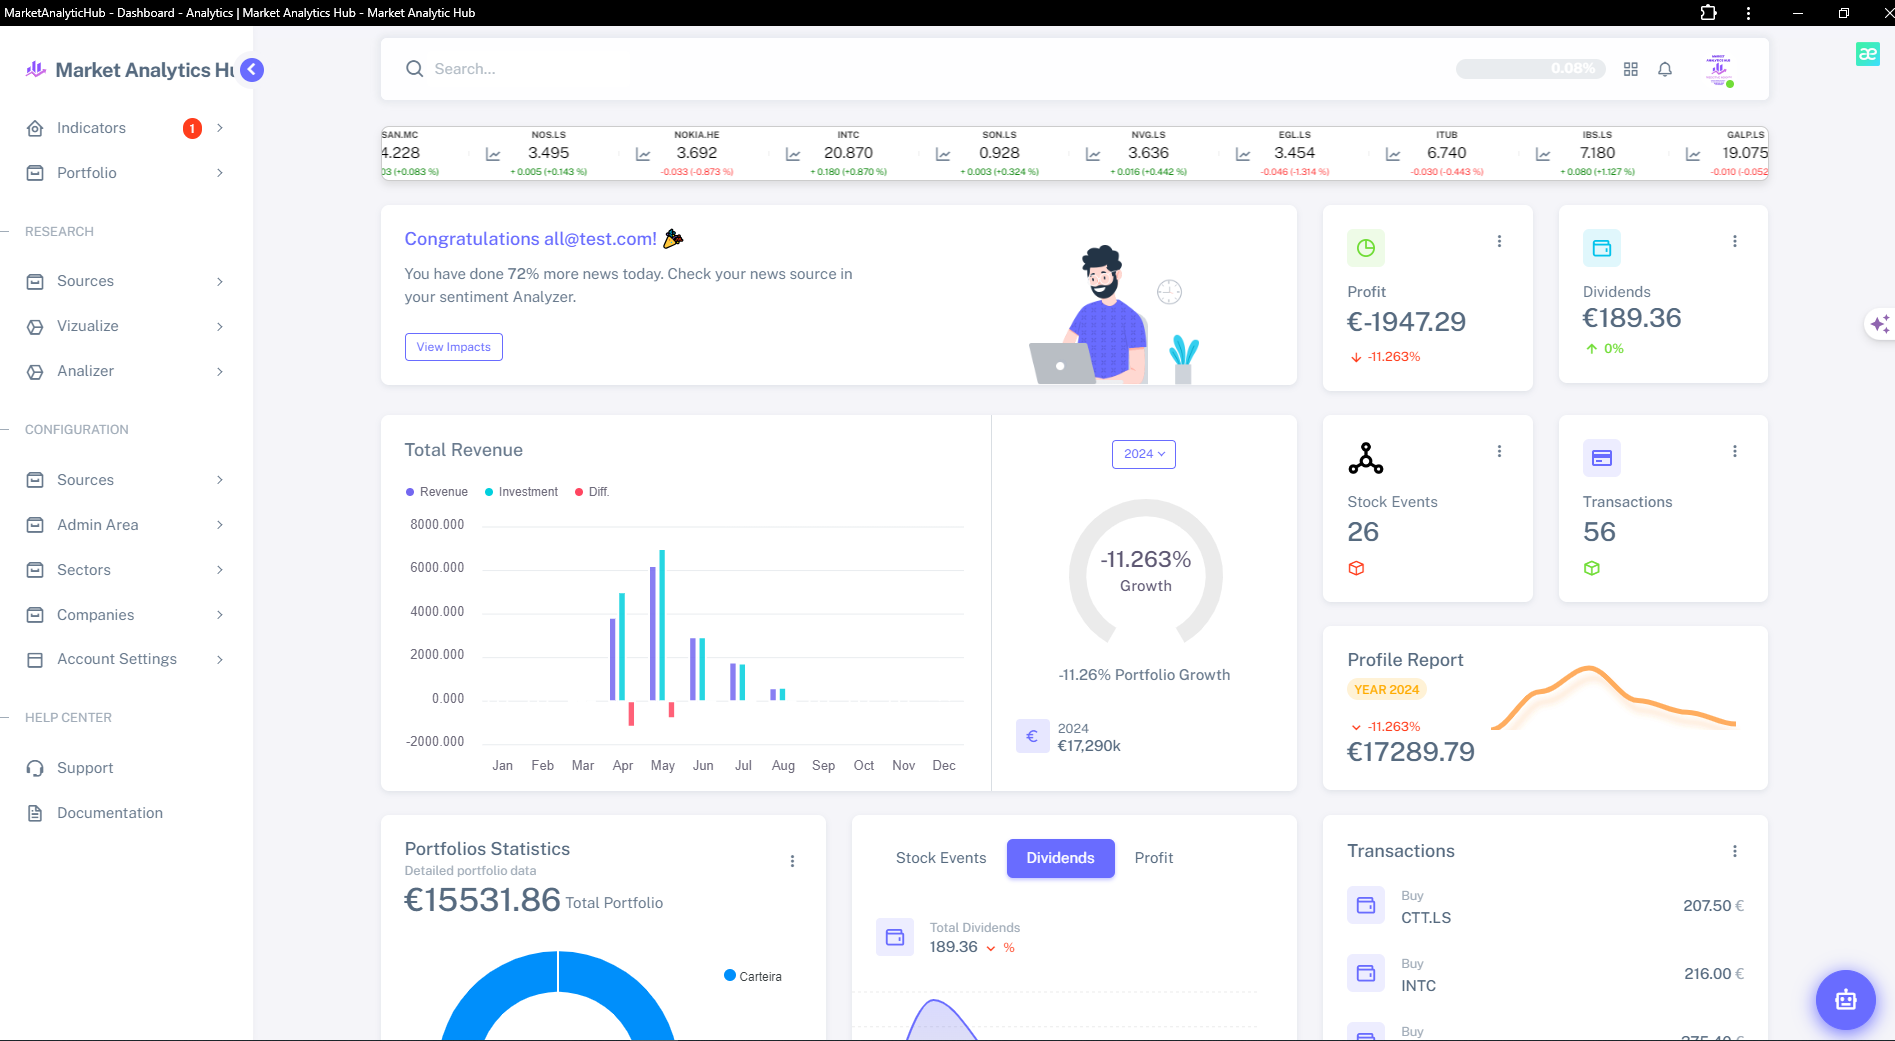 MarketAnalyticHub - Dashboard - Analytics | Market Analytics Hub - Market Analytic Hub
Market Analytics Hu
Indicators 1
Portfolio
RESEARCH
Sources
Vizualize
Analizer
CONFIGURATION
Sources
Admin Area
Sectors
Companies
Account Settings
HELP CENTER
Support
Documentation
Search...
0.08%
æ
SAN.MC NOS.LS NOKIA.HE INTC SON.LS NVG.LS EGL.LS ITUB IBS.LS GALP.LS
4.228 3.495 3.692 20.870 0.928 3.636 3.454 6.740 7.180 19.075
03 (+0.083 %) +0.005 (+0.143 %) -0.033 (-0.873 %) +0.180 (+0.870 %) +0.003 (+0.324 %) +0.016 (+0.442 %) -0.046 (-1.314 %) -0.030 (-0.443 %) +0.080 (+1.127 %) -0.010 (-0.052
Congratulations all@test.com!
You have done 72% more news today. Check your news source in
your sentiment Analyzer.
View Impacts
Profit
€-1947.29
-11.263%
Dividends
€189.36
0%
Total Revenue
Revenue Investment Diff.
8000.000
6000.000
4000.000
2000.000
0.000
-2000.000
Jan Feb Mar Apr May Jun Jul Aug Sep Oct Nov Dec
2024
-11.263%
Growth
-11.26% Portfolio Growth
€
2024
€17,290k
Stock Events
26
Transactions
56
Profile Report
YEAR 2024
-11.263%
€17289.79
Portfolios Statistics
Detailed portfolio data
€15531.86 Total Portfolio
Carteira
Stock Events Dividends Profit
Total Dividends
189.36 %
Transactions
Buy
CTT.LS 207.50 €
Buy
INTC 216.00 €
Buy